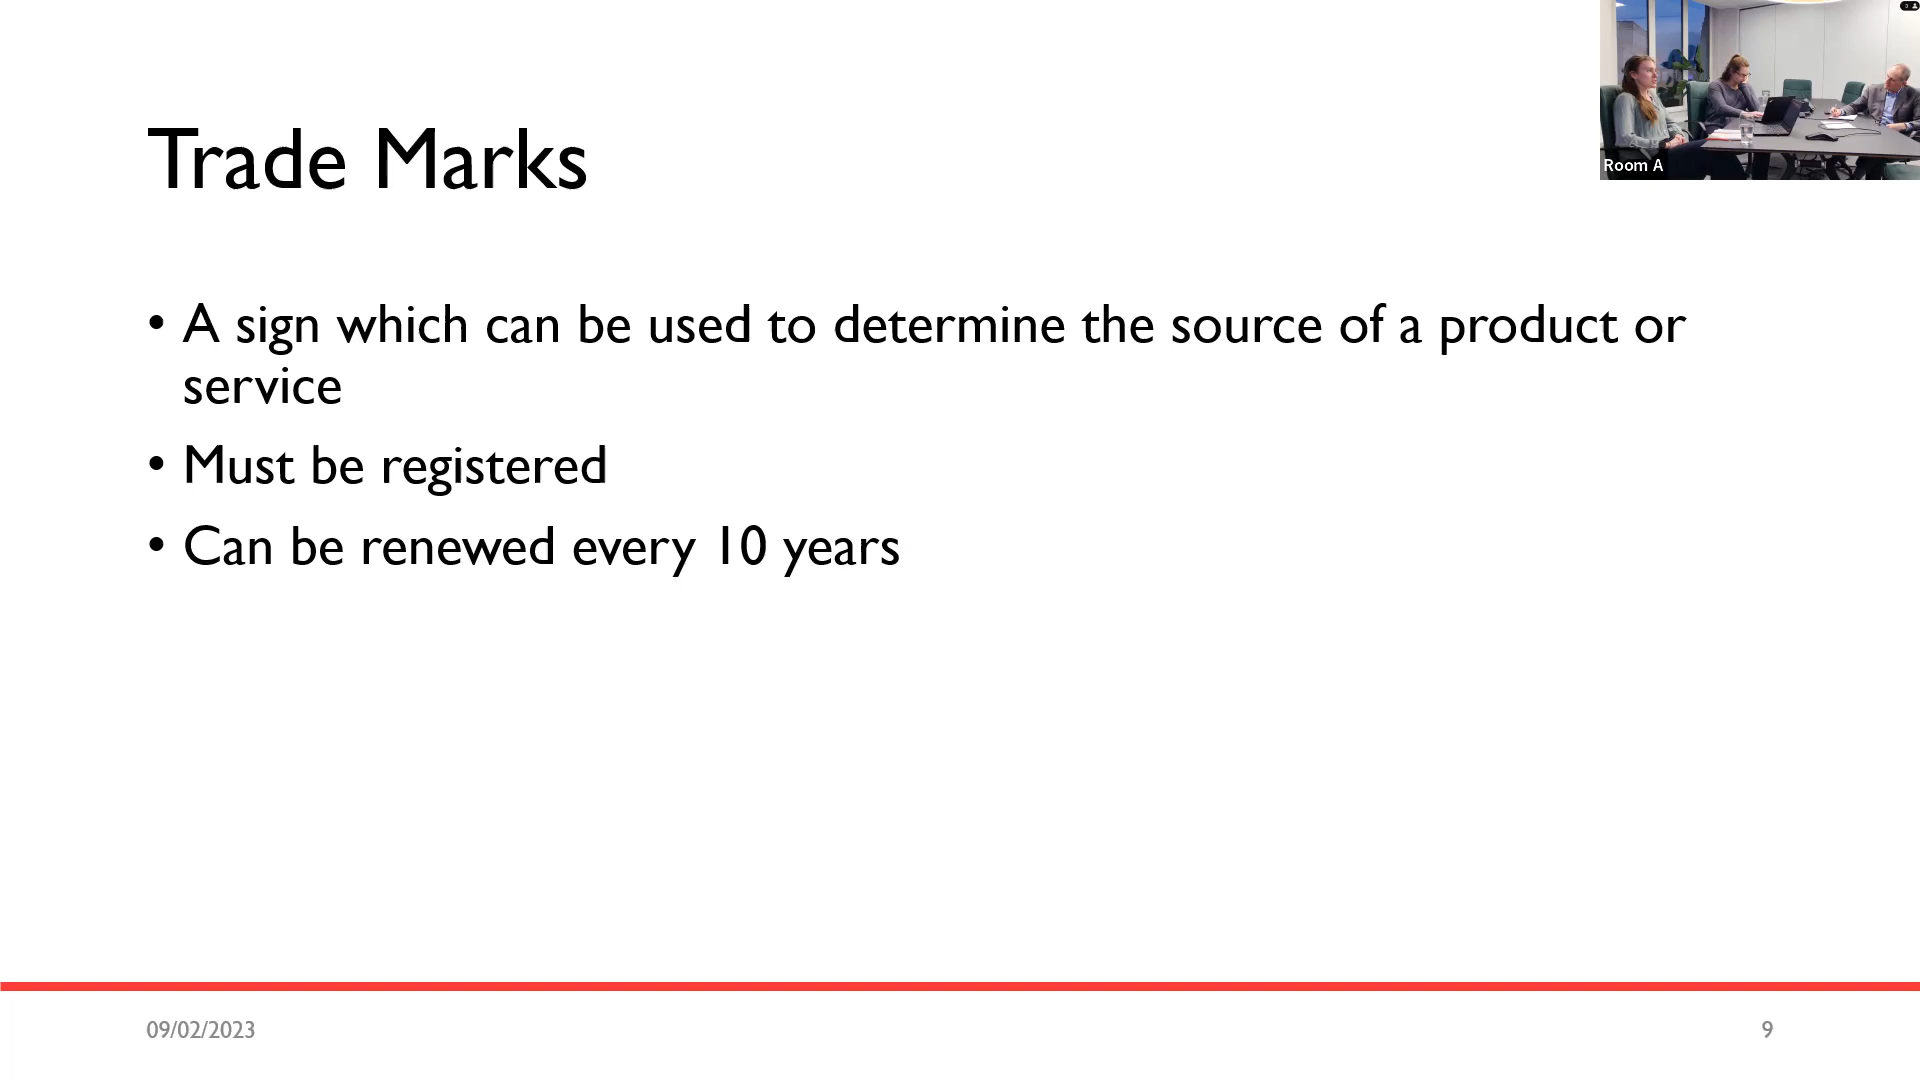 Trade Marks
Room A
• A sign which can be used to determine the source of a product or
service
• Must be registered
• Can be renewed every 10 years
09/02/2023
9